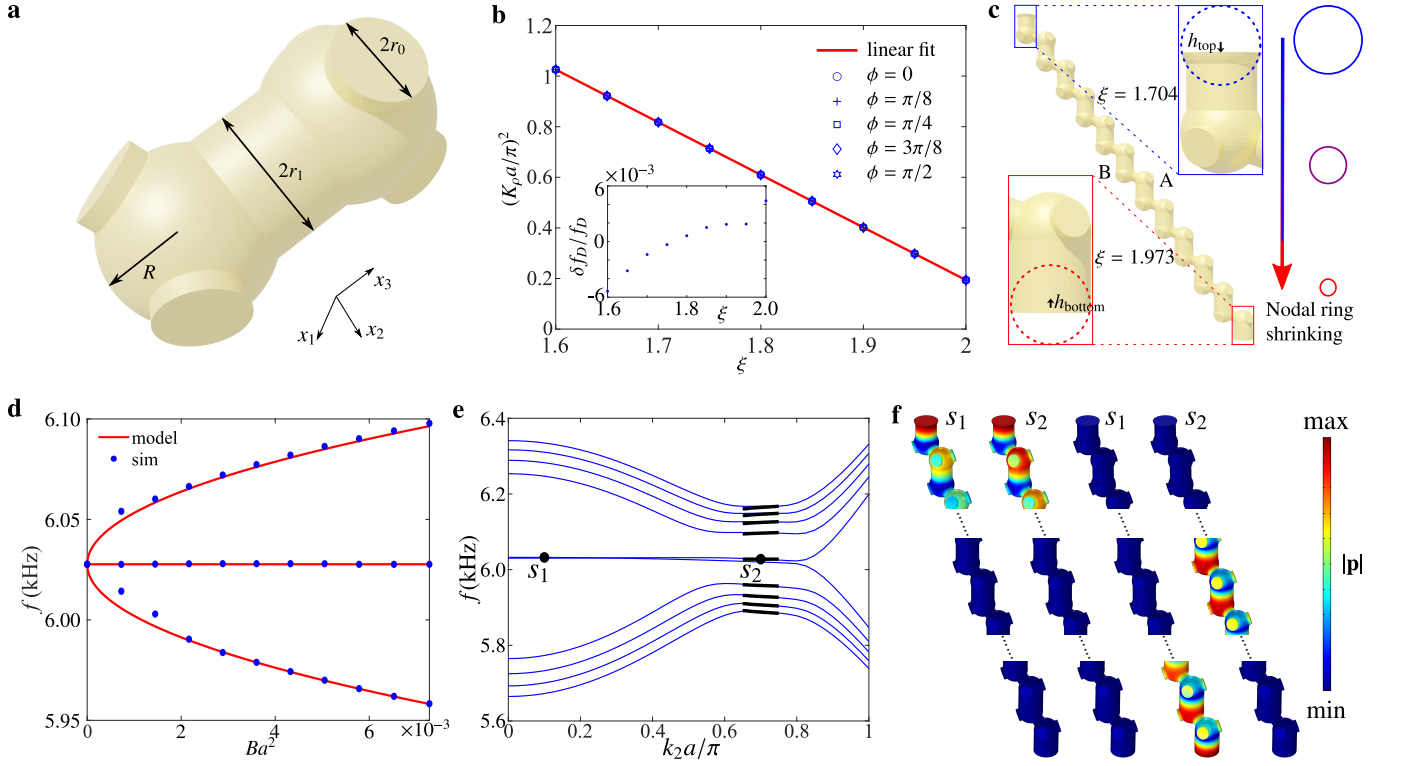 a
2r₀
2r₁
R
x₃
x₁
x₂
b
1.2
1
0.8
0.6
0.4
0.2
0
(Kρa/π)²
linear fit
ϕ = 0
ϕ = π/8
ϕ = π/4
ϕ = 3π/8
ϕ = π/2
×10⁻³
6
0
-6
δf_D/f_D
1.6 1.8 2.0
ξ
1.6 1.7 1.8 1.9 2
ξ
c
h_top
ξ = 1.704
B A
h_bottom
ξ = 1.973
Nodal ring
shrinking
d
6.10
6.05
6.00
5.95
f (kHz)
model
sim
0 2 4 6 ×10⁻³
Ba²
e
6.4
6.2
6.0
5.8
5.6
f (kHz)
s₁ s₂
0 0.2 0.4 0.6 0.8 1
k₂a/π
f
s₁ s₂ s₁ s₂
max
|p|
min